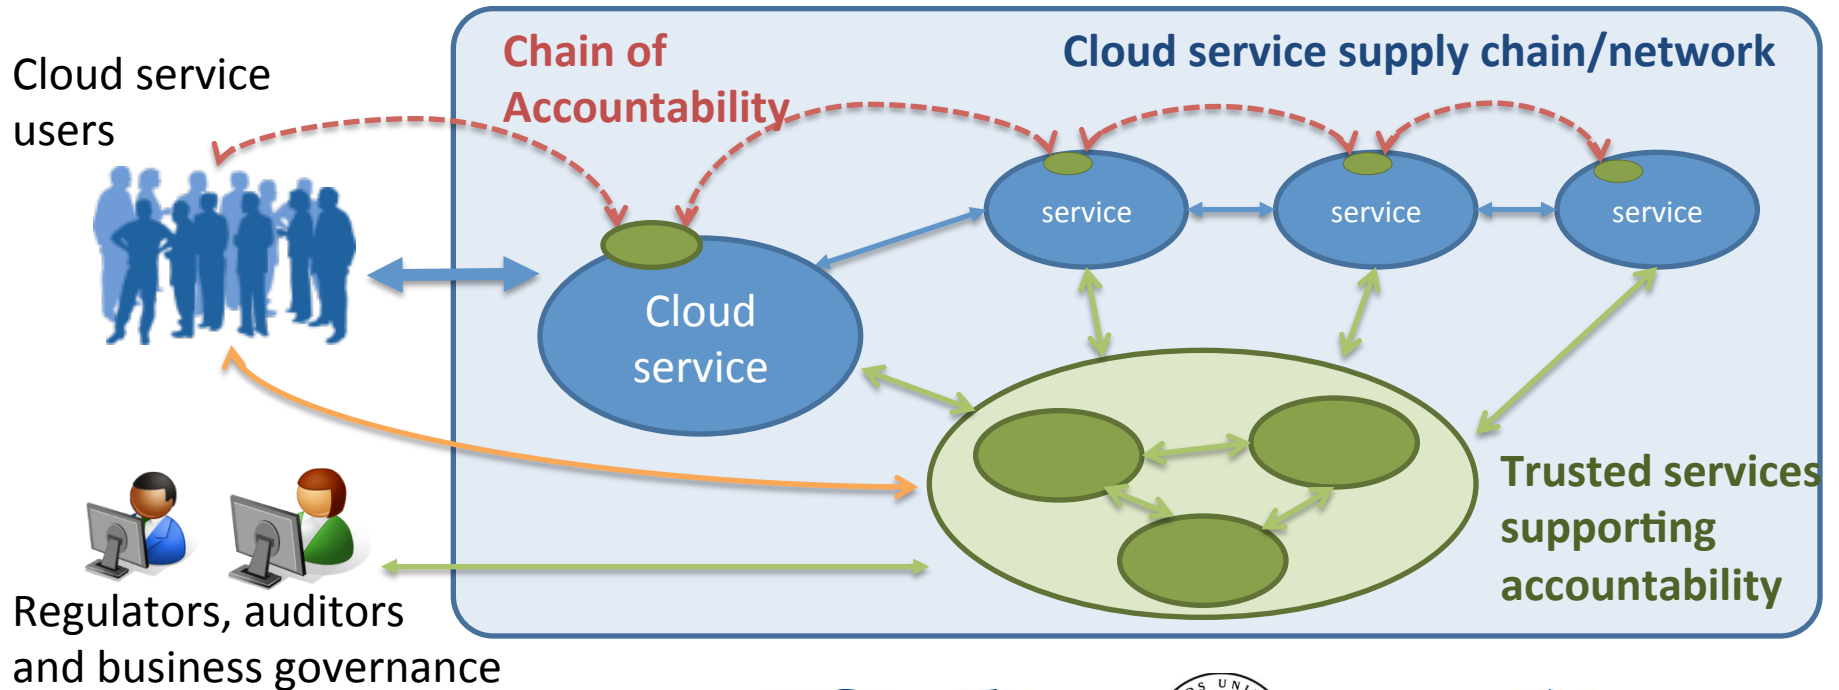 Chain of
Accountability
Cloud service supply chain/network
Cloud service
users
service
service
service
Cloud
service
Trusted services
supporting
accountability
Regulators, auditors
and business governance